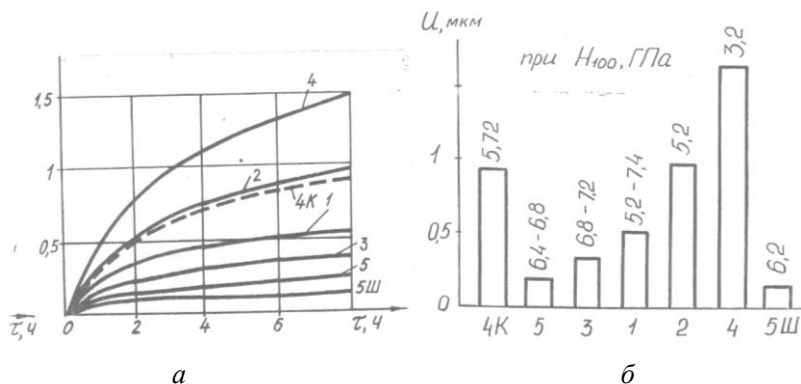 1,5
1
0,5
τ, ч
0
2
4
6
τ, ч
4
2
4К
1
3
5
5Ш
а
U, мкм
при H100, ГПа
1
0,5
0
5,72
6,4-6,8
6,8-7,2
5,2-7,4
5,2
3,2
6,2
4К
5
3
1
2
4
5Ш
б